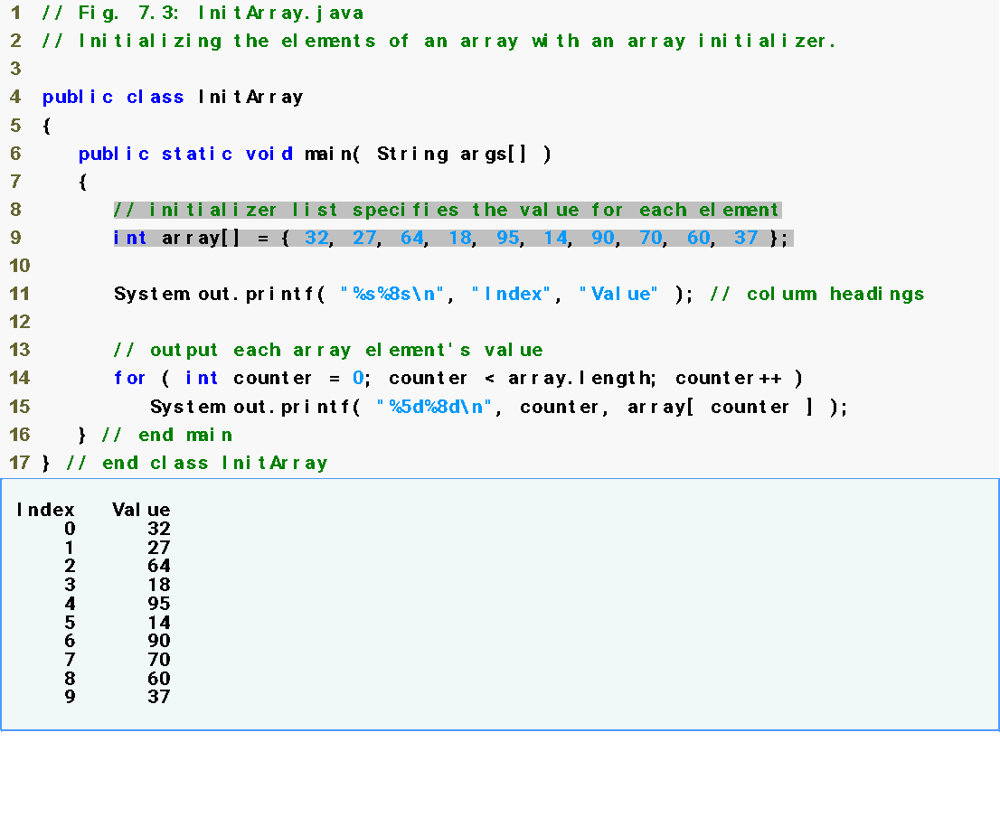 1 // Fig. 7.3: InitArray.java
2 // Initializing the elements of an array with an array initializer.
3
4 public class InitArray
5 {
6 public static void main( String args[] )
7 {
8 // initializer list specifies the value for each element
9 int array[] = { 32, 27, 64, 18, 95, 14, 90, 70, 60, 37 };
10
11 System.out.printf( "%s%8s\n", "Index", "Value" ); // column headings
12
13 // output each array element's value
14 for ( int counter = 0; counter < array.length; counter++ )
15 System.out.printf( "%5d%8d\n", counter, array[ counter ] );
16 } // end main
17 } // end class InitArray
Index Value
0 32
1 27
2 64
3 18
4 95
5 14
6 90
7 70
8 60
9 37